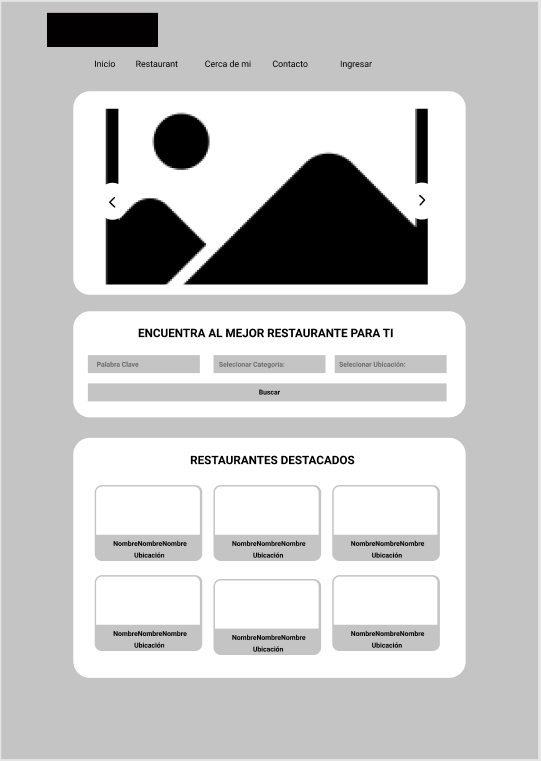 Inicio Restaurant Cerca de mi Contacto Ingresar
ENCUENTRA AL MEJOR RESTAURANTE PARA TI
Palabra Clave Selecionar Categoria: Selecionar Ubicación:
Buscar
RESTAURANTES DESTACADOS
NombreNombreNombre NombreNombreNombre NombreNombreNombre
Ubicación Ubicación Ubicación
NombreNombreNombre NombreNombreNombre NombreNombreNombre
Ubicación Ubicación Ubicación